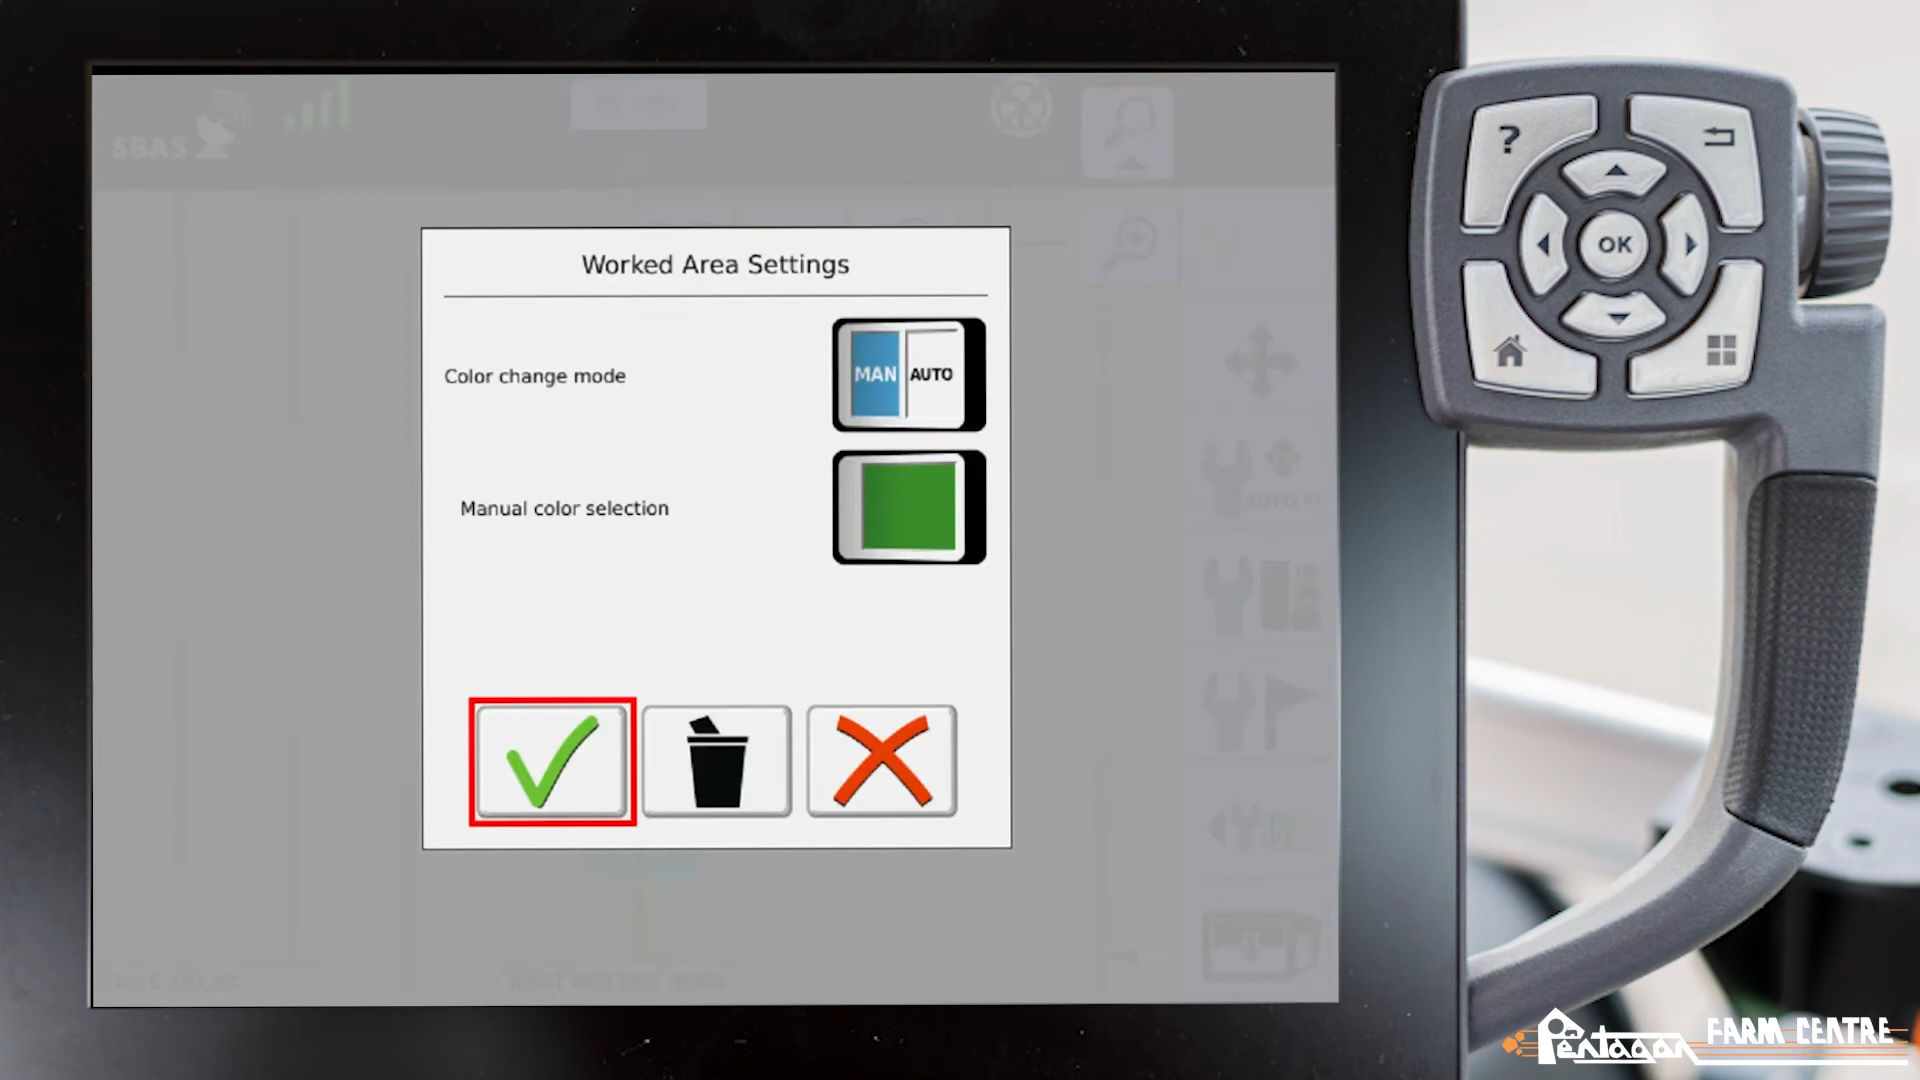 SBAS
Worked Area Settings
Color change mode
MAN AUTO
Manual color selection
?
OK
Pentagon FARM CENTRE